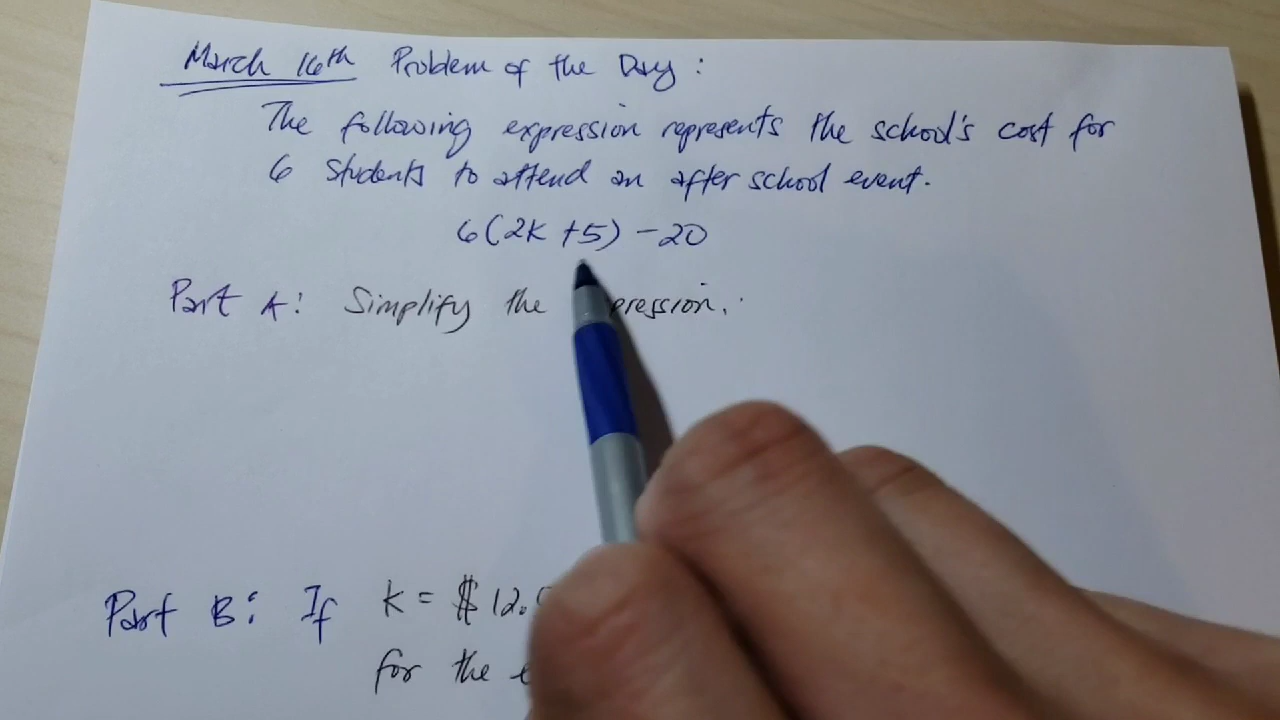 March 16th Problem of the Day :
The following expression represents the school's cost for
6 students to attend an after school event.
6(2k +5) -20
Part A: Simplify the pression.
Part B: If k = $12.
for the